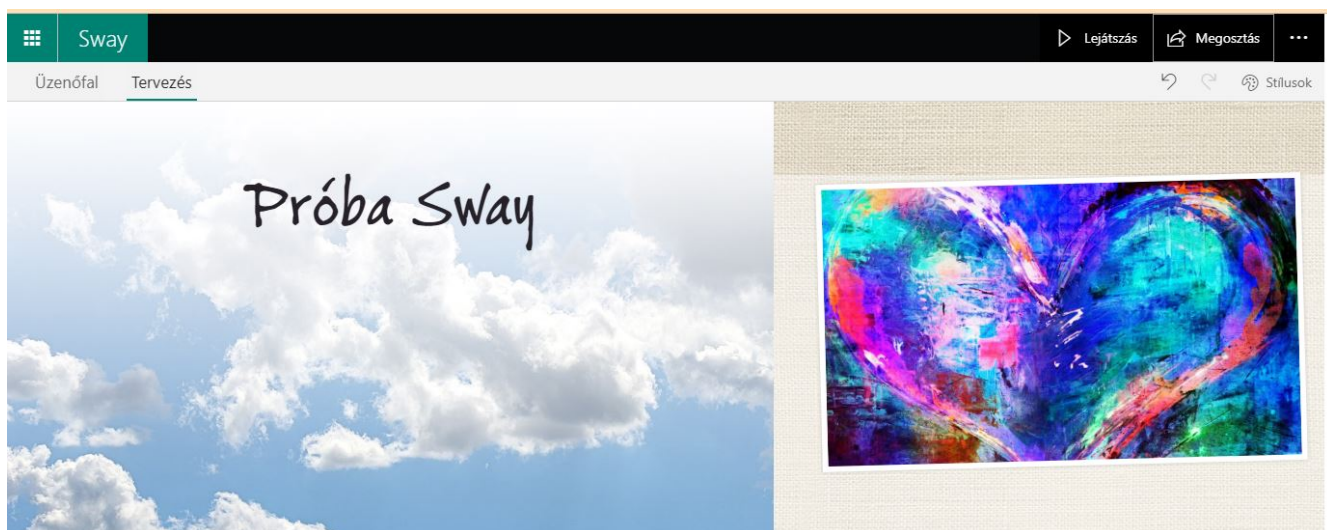 Sway
Lejátszás
Megosztás
Üzenőfal
Tervezés
Stílusok
Próba Sway